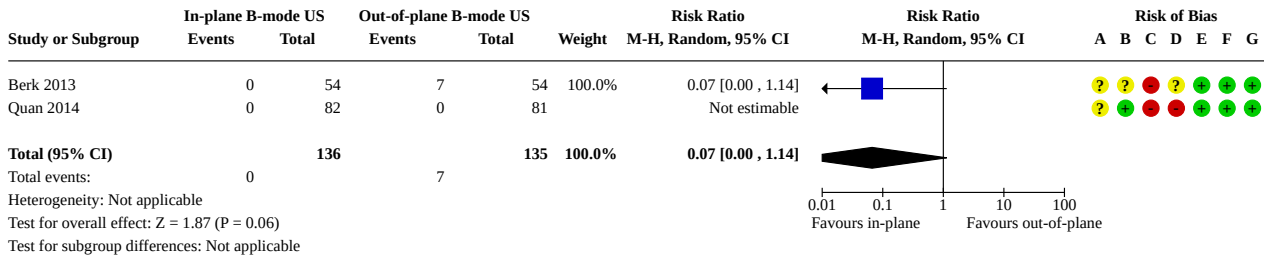 In-plane B-mode US Out-of-plane B-mode US Risk Ratio Risk Ratio Risk of Bias
Study or Subgroup Events Total Events Total Weight M-H, Random, 95% CI M-H, Random, 95% CI A B C D E F G
Berk 2013 0 54 7 54 100.0% 0.07 [0.00 , 1.14] ? ? - ? + + +
Quan 2014 0 82 0 81 Not estimable ? + - - + + +
Total (95% CI) 136 135 100.0% 0.07 [0.00 , 1.14]
Total events: 0 7
Heterogeneity: Not applicable 0.01 0.1 1 10 100
Test for overall effect: Z = 1.87 (P = 0.06) Favours in-plane Favours out-of-plane
Test for subgroup differences: Not applicable